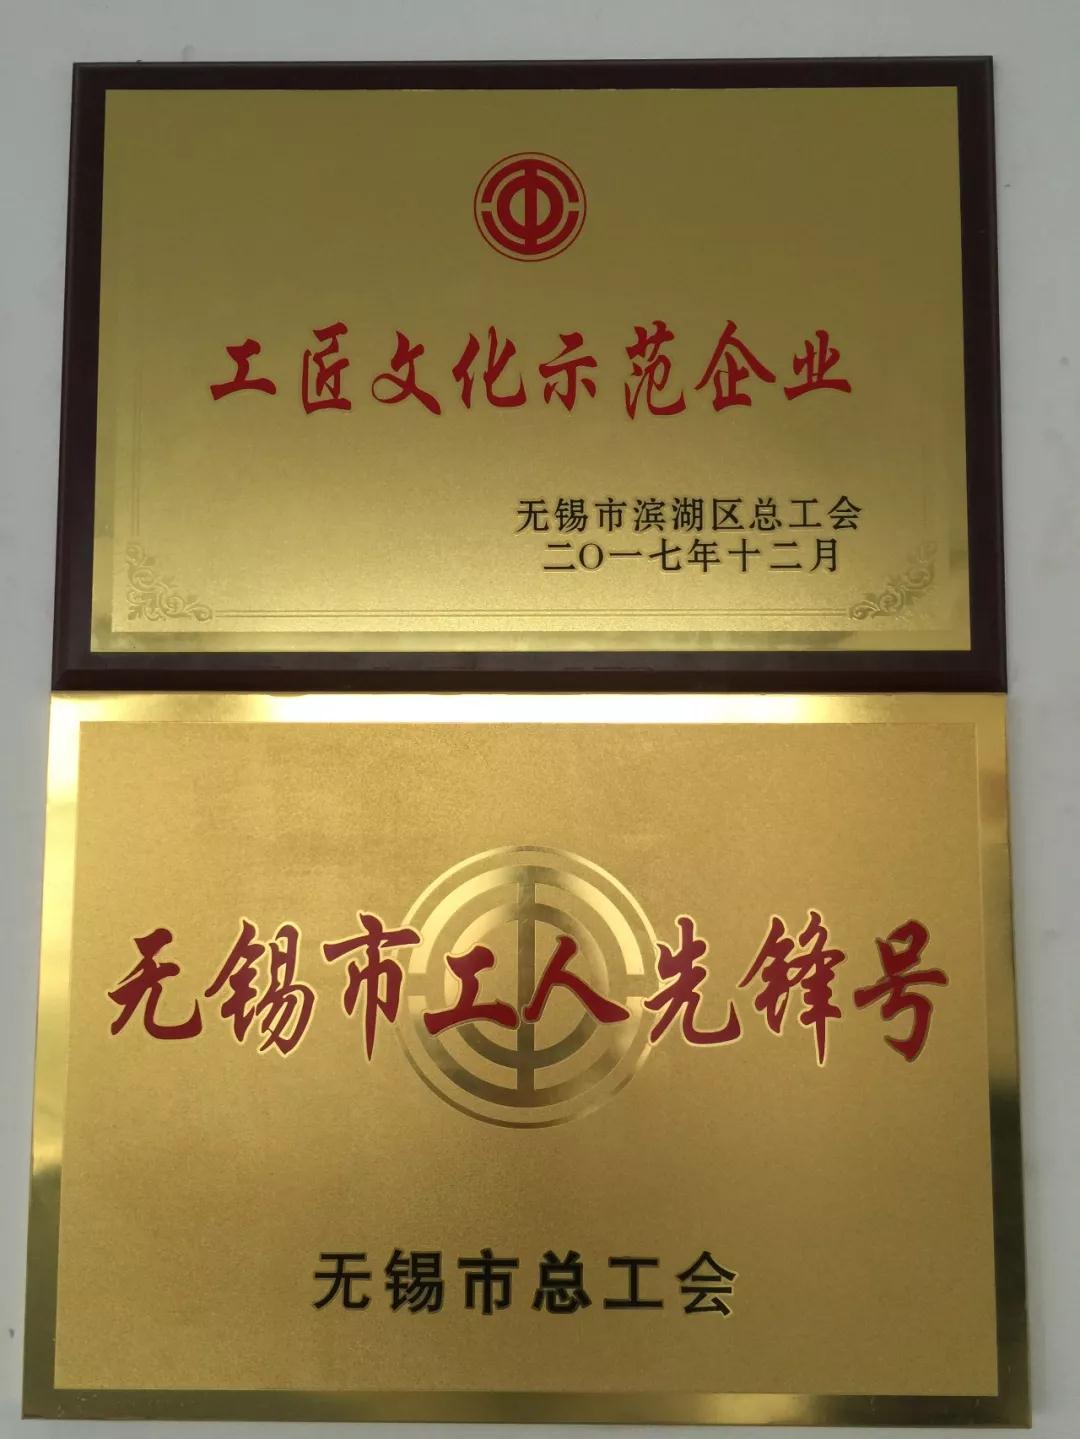 工匠文化示范企业
无锡市滨湖区总工会
二〇一七年十二月
无锡市工人先锋号
无锡市总工会